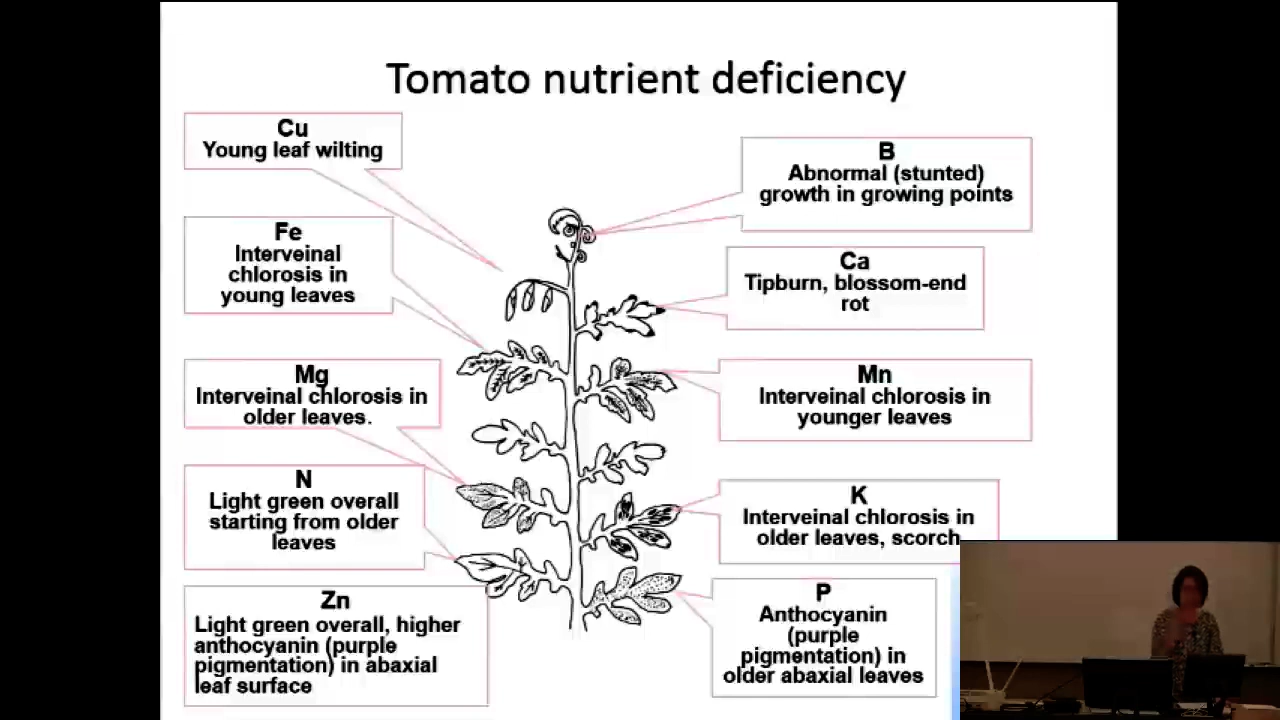 Tomato nutrient deficiency
Cu
Young leaf wilting
Fe
Interveinal
chlorosis in
young leaves
Mg
Interveinal chlorosis in
older leaves.
N
Light green overall
starting from older
leaves
Zn
Light green overall, higher
anthocyanin (purple
pigmentation) in abaxial
leaf surface
B
Abnormal (stunted)
growth in growing points
Ca
Tipburn, blossom-end
rot
Mn
Interveinal chlorosis in
younger leaves
K
Interveinal chlorosis in
older leaves, scorch
P
Anthocyanin
(purple
pigmentation) in
older abaxial leaves